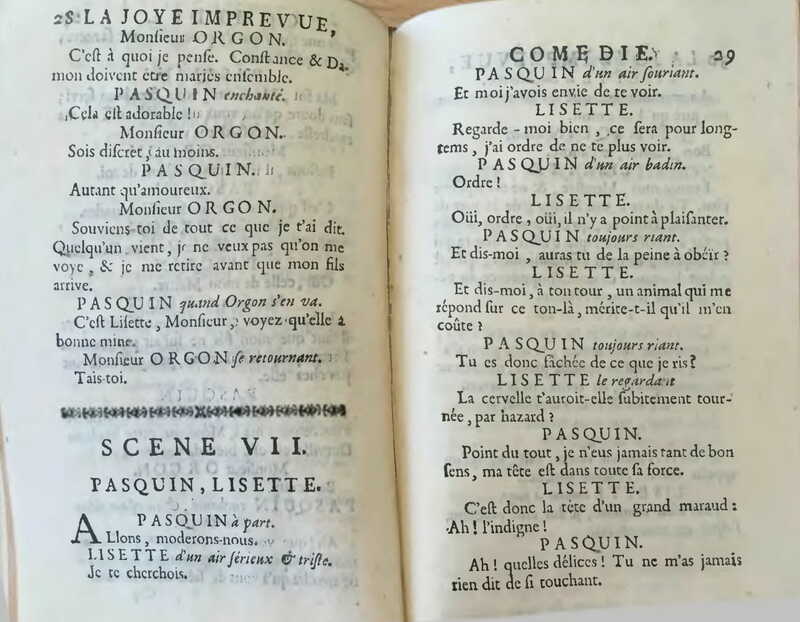 28 LA JOYE IMPREVUE,
Monsieur ORGON.
C'est à quoi je pense. Constance & Da-
mon doivent être mariés ensemble.
PASQUIN enchanté.
Cela est adorable !
Monsieur ORGON.
Sois discret, au moins.
PASQUIN.
Autant qu'amoureux.
Monsieur ORGON.
Souviens-toi de tout ce que je t'ai dit.
Quelqu'un vient, je ne veux pas qu'on me
voye, & je me retire avant que mon fils
arrive.
PASQUIN quand Orgon s'en va.
C'est Lisette, Monsieur, voyez qu'elle a
bonne mine.
Monsieur ORGON se retournant.
Tais-toi.
SCENE VII.
PASQUIN, LISETTE.
PASQUIN à part.
ALlons, moderons-nous.
LISETTE d'un air sérieux & triste.
Je te cherchois.
COMEDIE. 29
PASQUIN d'un air souriant.
Et moi j'avois envie de te voir.
LISETTE.
Regarde-moi bien, ce sera pour long-
tems, j'ai ordre de ne te plus voir.
PASQUIN d'un air badin.
Ordre !
LISETTE.
Oüi, ordre, oüi, il n'y a point à plaisanter.
PASQUIN toujours riant.
Et dis-moi, auras tu de la peine à obéïr ?
LISETTE.
Et dis-moi, à ton tour, un animal qui me
répond sur ce ton-là, mérite-t-il qu'il m'en
coûte ?
PASQUIN toujours riant.
Tu es donc fâchée de ce que je ris ?
LISETTE le regardant
La cervelle t'auroit-elle subitement tour-
née, par hazard ?
PASQUIN.
Point du tout, je n'eus jamais tant de bon
sens, ma tête est dans toute sa force.
LISETTE.
C'est donc la tête d'un grand maraud :
Ah ! l'indigne !
PASQUIN.
Ah ! quelles délices ! Tu ne m'as jamais
rien dit de si touchant.